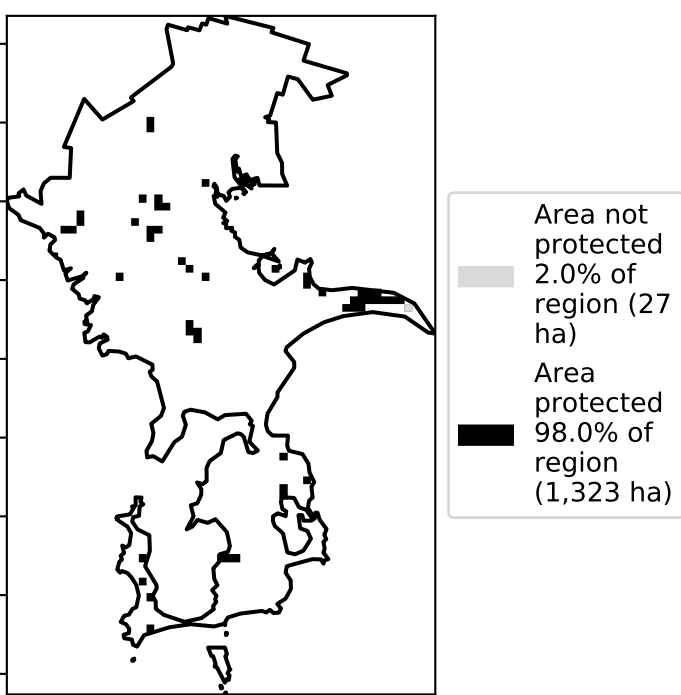 Area not
protected
2.0% of
region (27
ha)
Area
protected
98.0% of
region
(1,323 ha)